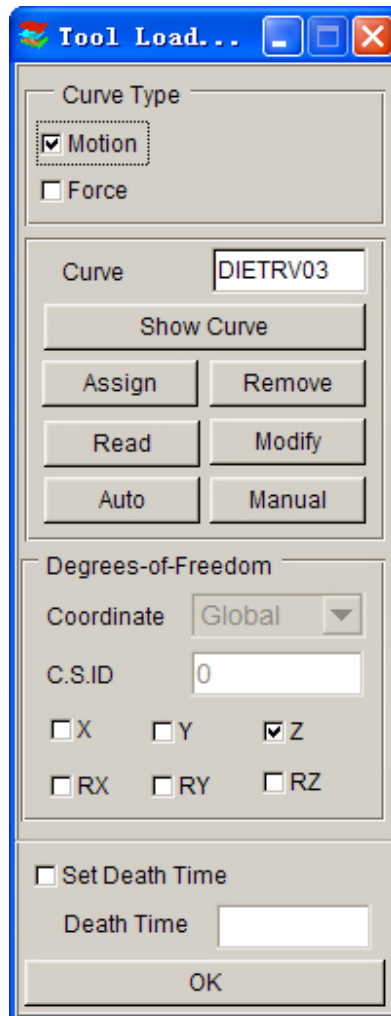 Tool Load...
Curve Type
Motion
Force
Curve DIETRV03
Show Curve
Assign Remove
Read Modify
Auto Manual
Degrees-of-Freedom
Coordinate Global
C.S.ID 0
X Y Z
RX RY RZ
Set Death Time
Death Time
OK